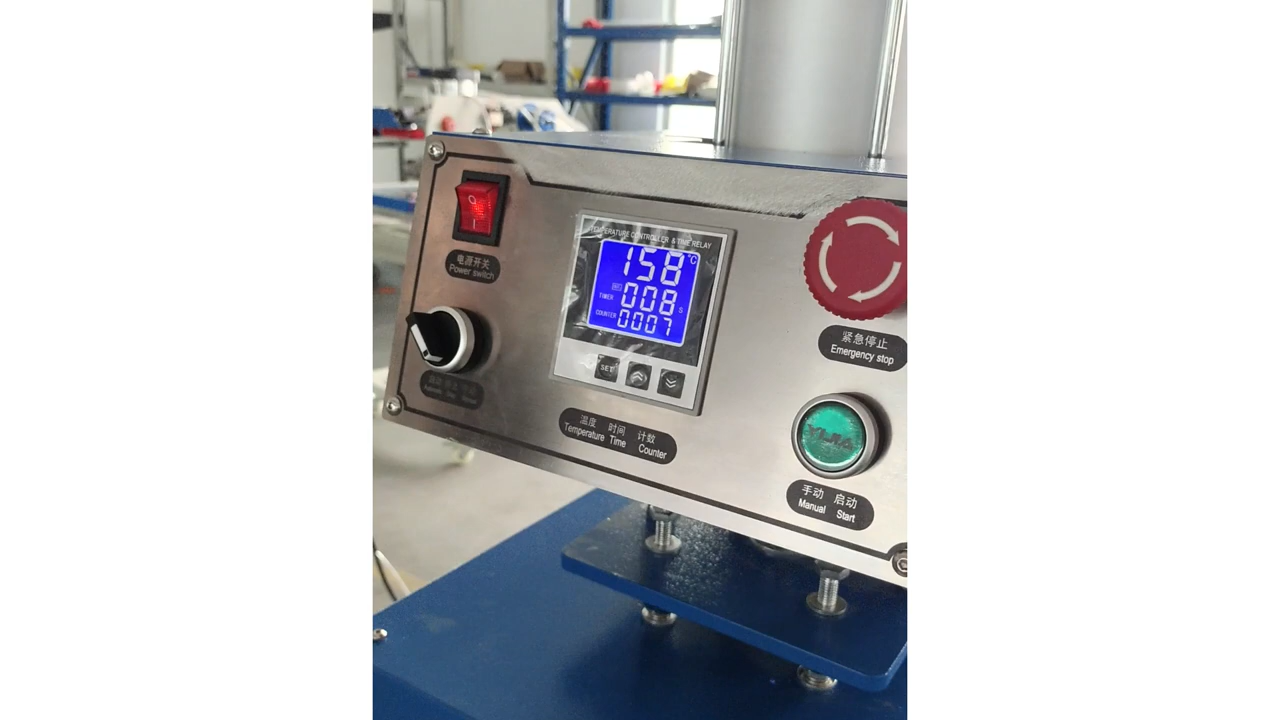 O
I
电源开关
Power switch
TEMPERATURE CONTROLLER & TIME RELAY
158 °C
TIMER 008 S
COUNTER 0007
SET
温度 时间 计数
Temperature Time Counter
紧急停止
Emergency stop
手动 启动
Manual Start